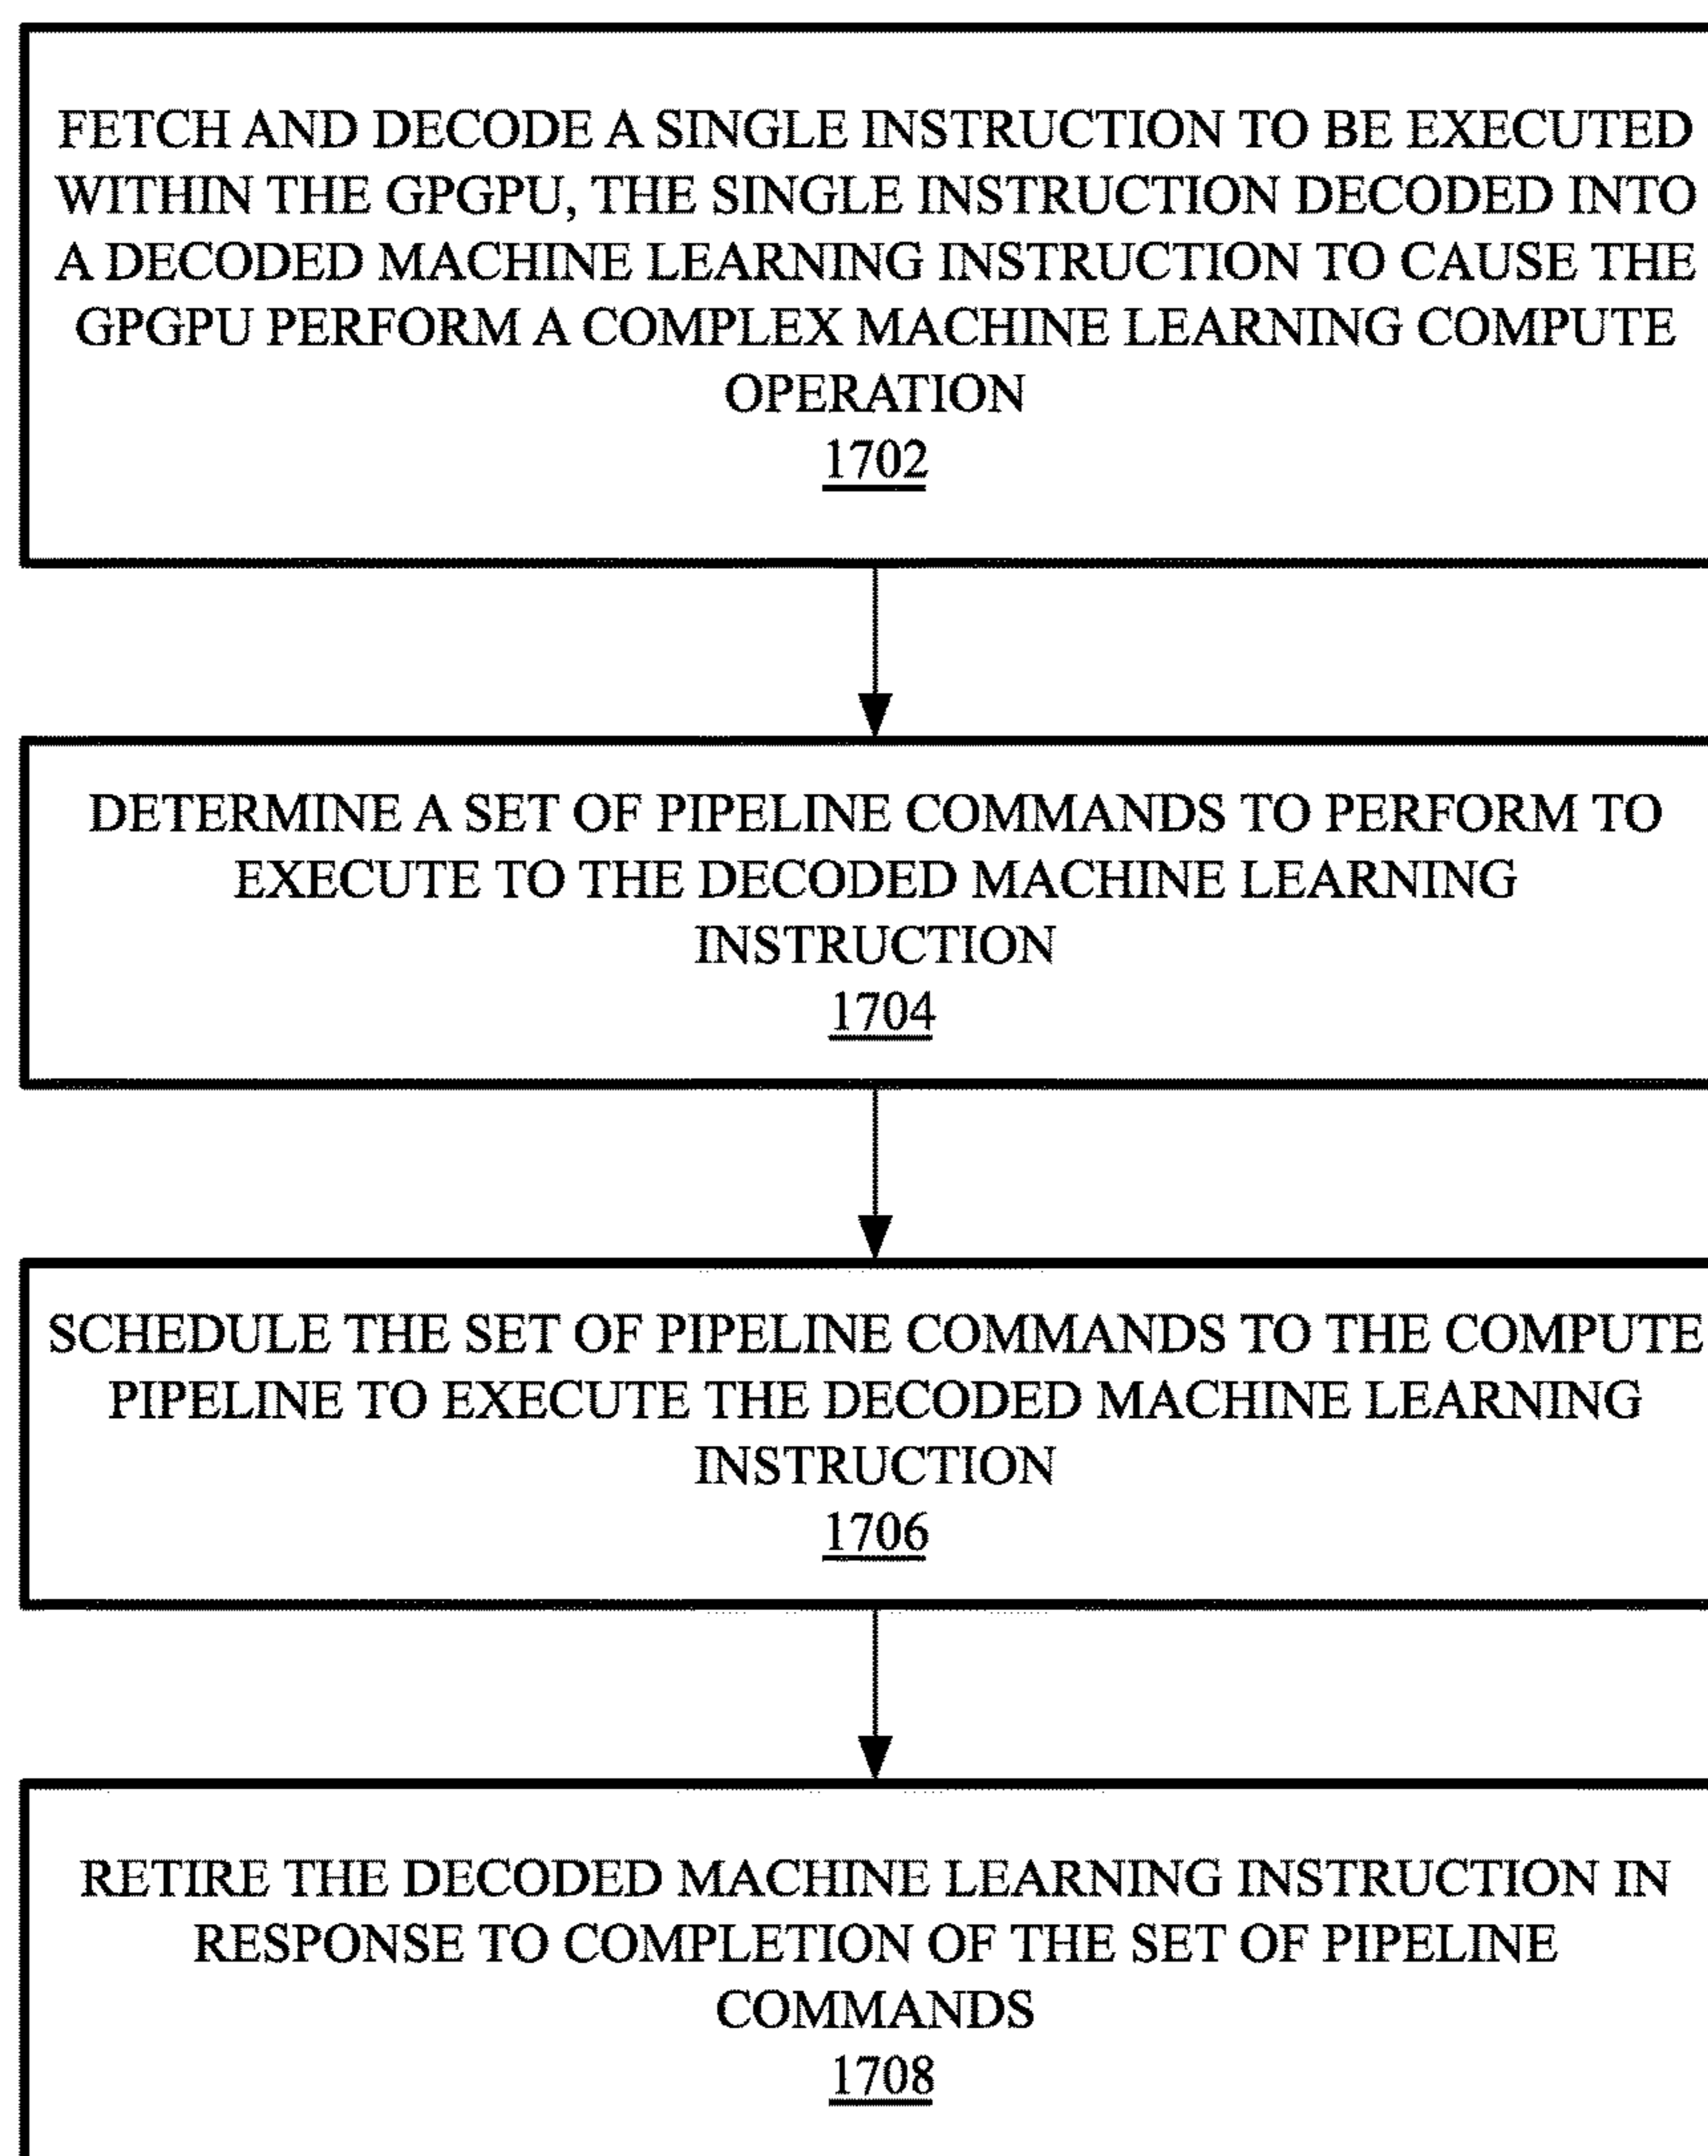 FETCH AND DECODE A SINGLE INSTRUCTION TO BE EXECUTED
WITHIN THE GPGPU, THE SINGLE INSTRUCTION DECODED INTO
A DECODED MACHINE LEARNING INSTRUCTION TO CAUSE THE
GPGPU PERFORM A COMPLEX MACHINE LEARNING COMPUTE
OPERATION
1702
DETERMINE A SET OF PIPELINE COMMANDS TO PERFORM TO
EXECUTE TO THE DECODED MACHINE LEARNING
INSTRUCTION
1704
SCHEDULE THE SET OF PIPELINE COMMANDS TO THE COMPUTE
PIPELINE TO EXECUTE THE DECODED MACHINE LEARNING
INSTRUCTION
1706
RETIRE THE DECODED MACHINE LEARNING INSTRUCTION IN
RESPONSE TO COMPLETION OF THE SET OF PIPELINE
COMMANDS
1708